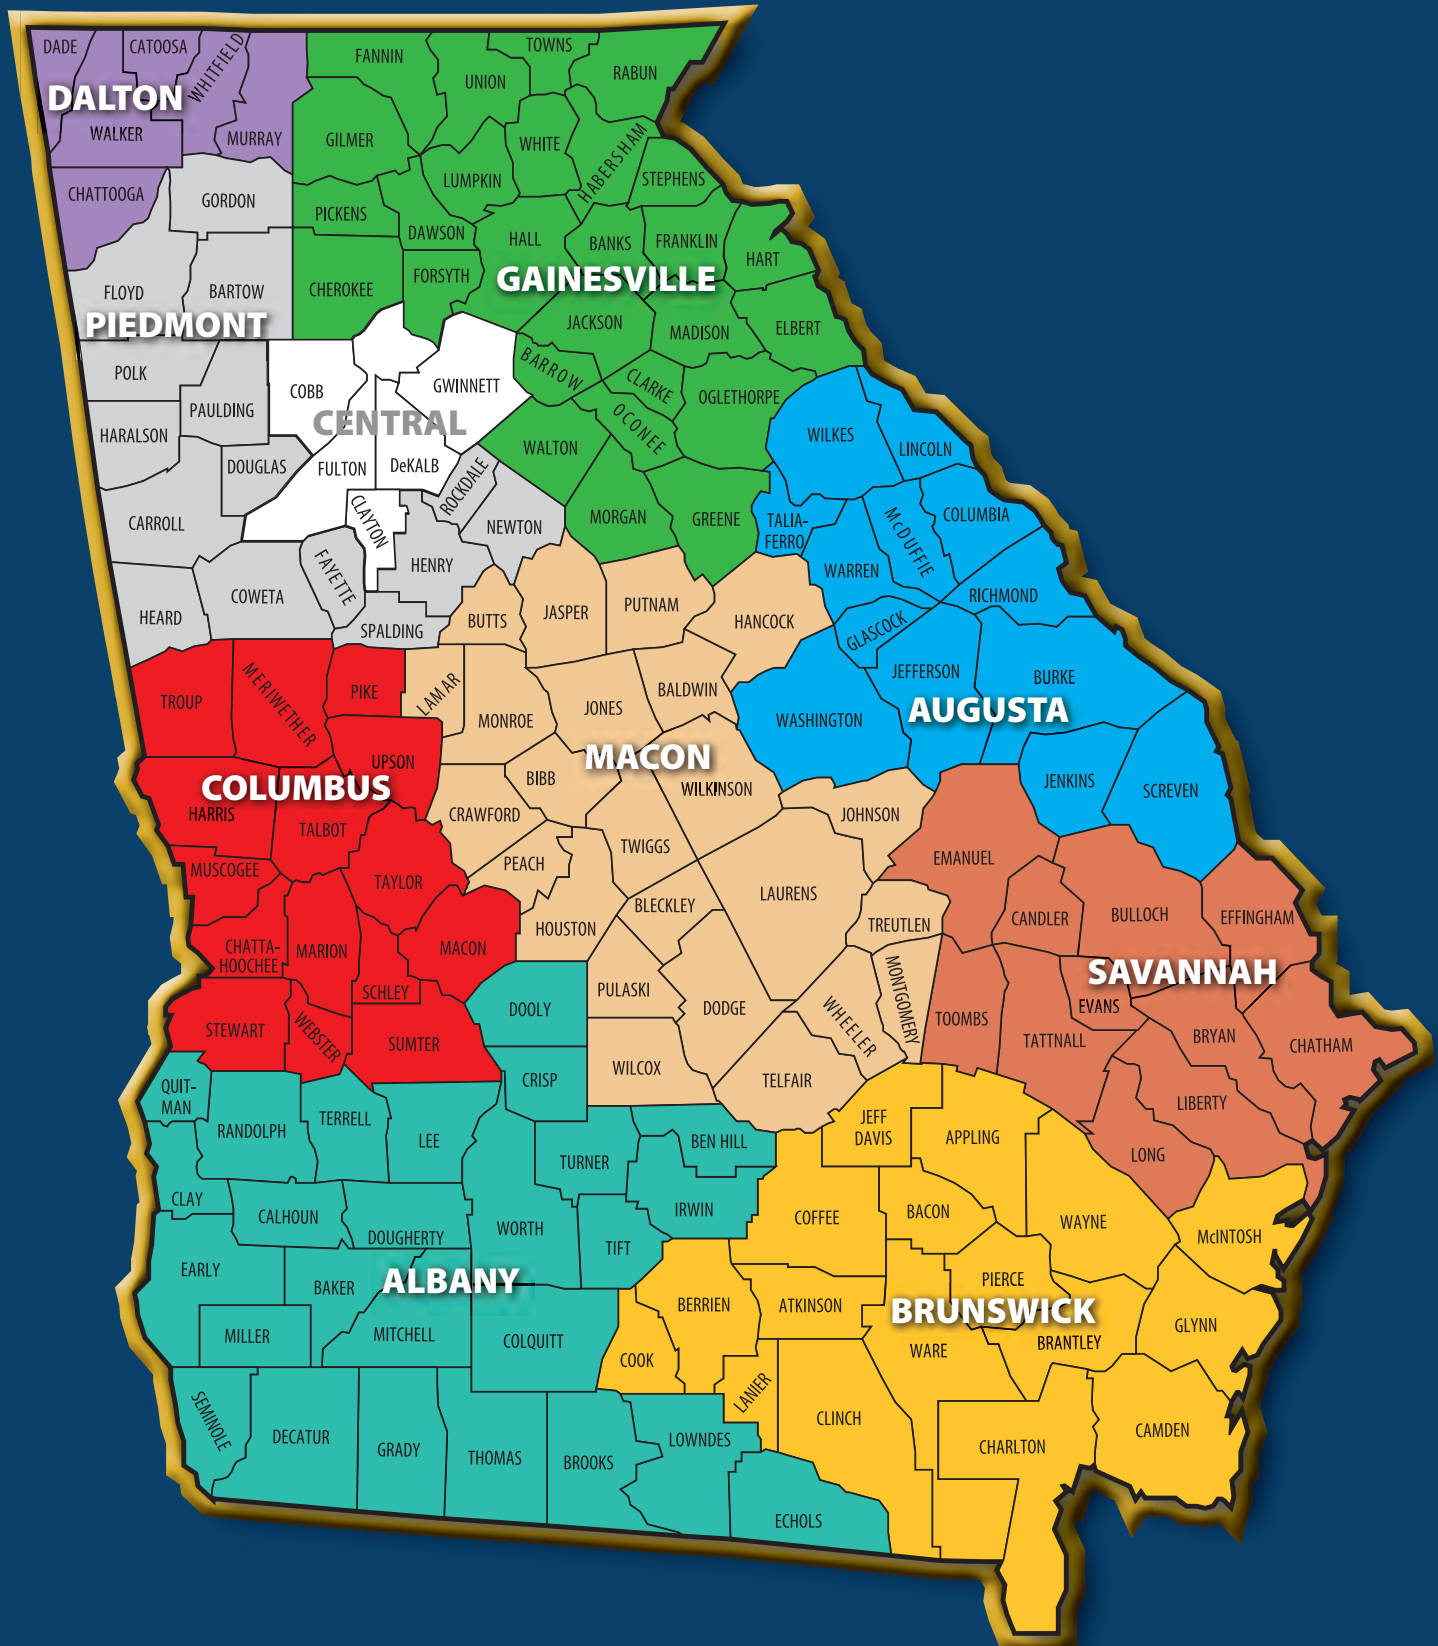 DADE
CATOOSA
WHITFIELD
DALTON
WALKER
MURRAY
CHATTOOGA
FANNIN
UNION
TOWNS
RABUN
GILMER
WHITE
HABERSHAM
LUMPKIN
STEPHENS
PICKENS
DAWSON
HALL
BANKS
FRANKLIN
HART
CHEROKEE
FORSYTH
GAINESVILLE
JACKSON
MADISON
ELBERT
BARROW
CLARKE
OCONEE
OGLETHORPE
WALTON
MORGAN
GREENE
GORDON
FLOYD
BARTOW
PIEDMONT
POLK
PAULDING
HARALSON
DOUGLAS
CARROLL
HEARD
COWETA
FAYETTE
SPALDING
HENRY
ROCKDALE
NEWTON
COBB
GWINNETT
CENTRAL
FULTON
DeKALB
CLAYTON
WILKES
LINCOLN
TALIA-
FERRO
McDUFFIE
COLUMBIA
WARREN
RICHMOND
GLASCOCK
JEFFERSON
BURKE
WASHINGTON
AUGUSTA
JENKINS
SCREVEN
BUTTS
JASPER
PUTNAM
HANCOCK
LAMAR
MONROE
JONES
BALDWIN
MACON
BIBB
WILKINSON
CRAWFORD
JOHNSON
PEACH
TWIGGS
LAURENS
BLECKLEY
HOUSTON
TREUTLEN
PULASKI
DODGE
WHEELER
MONTGOMERY
WILCOX
TELFAIR
TROUP
MERIWETHER
PIKE
UPSON
COLUMBUS
HARRIS
TALBOT
MUSCOGEE
TAYLOR
CHATTA-
HOOCHEE
MARION
MACON
SCHLEY
STEWART
WEBSTER
SUMTER
EMANUEL
CANDLER
BULLOCH
EFFINGHAM
SAVANNAH
EVANS
TOOMBS
TATTNALL
BRYAN
CHATHAM
LIBERTY
LONG
DOOLY
CRISP
QUIT-
MAN
RANDOLPH
TERRELL
LEE
TURNER
BEN HILL
CLAY
CALHOUN
DOUGHERTY
WORTH
IRWIN
TIFT
EARLY
BAKER
ALBANY
MILLER
MITCHELL
COLQUITT
SEMINOLE
DECATUR
GRADY
THOMAS
BROOKS
LOWNDES
ECHOLS
JEFF
DAVIS
APPLING
COFFEE
BACON
WAYNE
McINTOSH
BERRIEN
ATKINSON
PIERCE
BRUNSWICK
GLYNN
COOK
WARE
BRANTLEY
LANIER
CLINCH
CHARLTON
CAMDEN